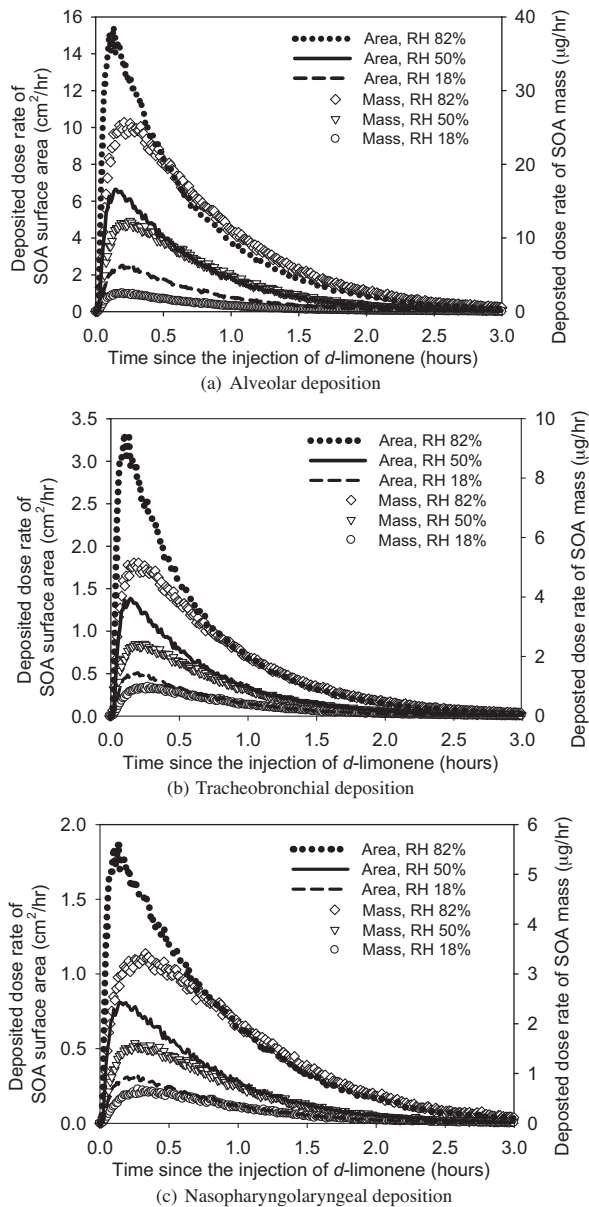 16
14
12
10
8
6
4
2
0
Deposited dose rate of
SOA surface area (cm²/hr)
Area, RH 82%
Area, RH 50%
Area, RH 18%
Mass, RH 82%
Mass, RH 50%
Mass, RH 18%
40
30
20
10
0
Deposted dose rate of SOA mass (μg/hr)
0.0 0.5 1.0 1.5 2.0 2.5 3.0
Time since the injection of d-limonene (hours)
(a) Alveolar deposition
3.5
3.0
2.5
2.0
1.5
1.0
0.5
0.0
Deposited dose rate of
SOA surface area (cm²/hr)
Area, RH 82%
Area, RH 50%
Area, RH 18%
Mass, RH 82%
Mass, RH 50%
Mass, RH 18%
10
8
6
4
2
0
Deposted dose rate of SOA mass (μg/hr)
0.0 0.5 1.0 1.5 2.0 2.5 3.0
Time since the injection of d-limonene (hours)
(b) Tracheobronchial deposition
2.0
1.5
1.0
0.5
0.0
Deposited dose rate of
SOA surface area (cm²/hr)
Area, RH 82%
Area, RH 50%
Area, RH 18%
Mass, RH 82%
Mass, RH 50%
Mass, RH 18%
6
5
4
3
2
1
0
Deposted dose rate of SOA mass (μg/hr)
0.0 0.5 1.0 1.5 2.0 2.5 3.0
Time since the injection of d-limonene (hours)
(c) Nasopharyngolaryngeal deposition